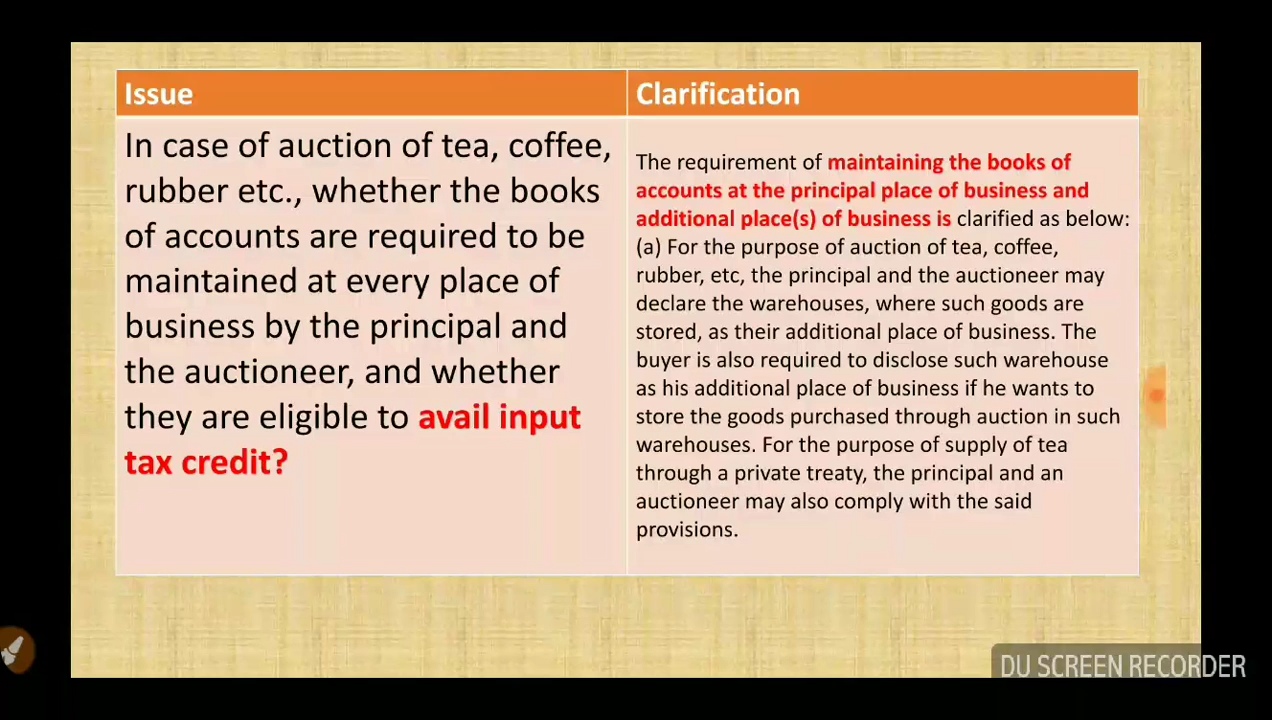 Issue
In case of auction of tea, coffee,
rubber etc., whether the books
of accounts are required to be
maintained at every place of
business by the principal and
the auctioneer, and whether
they are eligible to avail input
tax credit?
Clarification
The requirement of maintaining the books of
accounts at the principal place of business and
additional place(s) of business is clarified as below:
(a) For the purpose of auction of tea, coffee,
rubber, etc, the principal and the auctioneer may
declare the warehouses, where such goods are
stored, as their additional place of business. The
buyer is also required to disclose such warehouse
as his additional place of business if he wants to
store the goods purchased through auction in such
warehouses. For the purpose of supply of tea
through a private treaty, the principal and an
auctioneer may also comply with the said
provisions.
DU SCREEN RECORDER